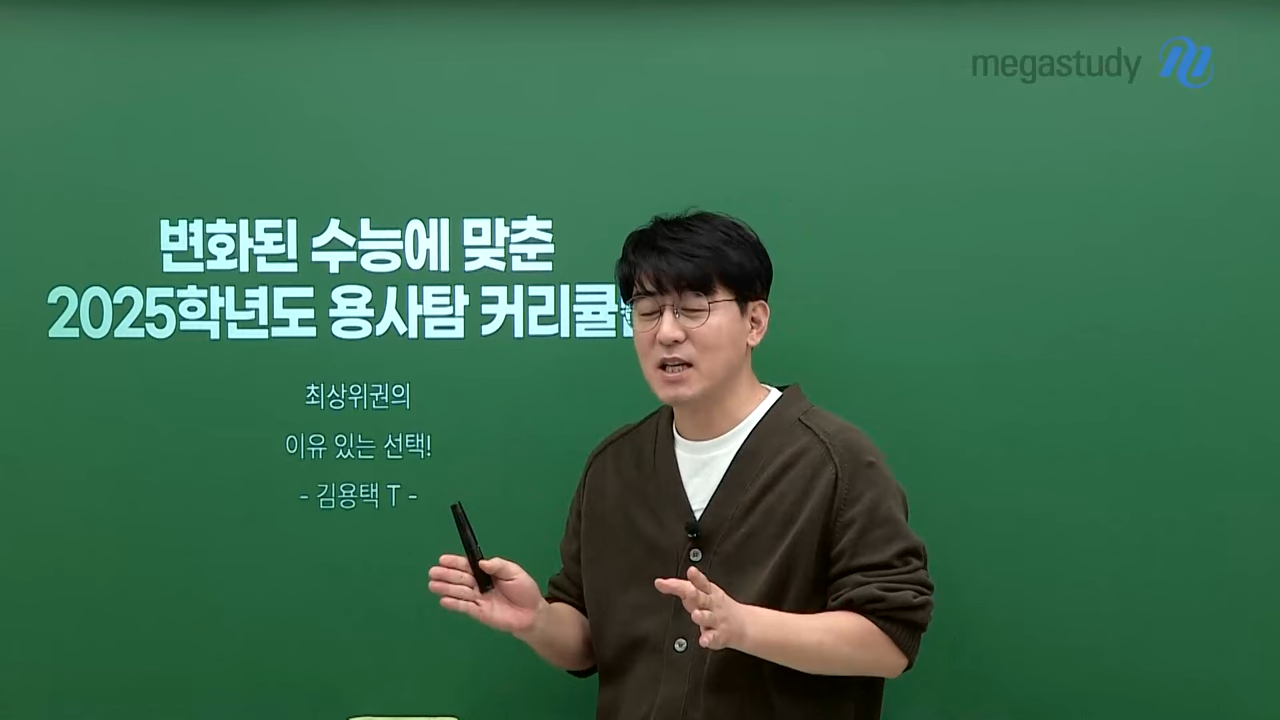 megastudy
변화된 수능에 맞춘
2025학년도 용사탐 커리큘
최상위권의
이유 있는 선택!
- 김용택 T -